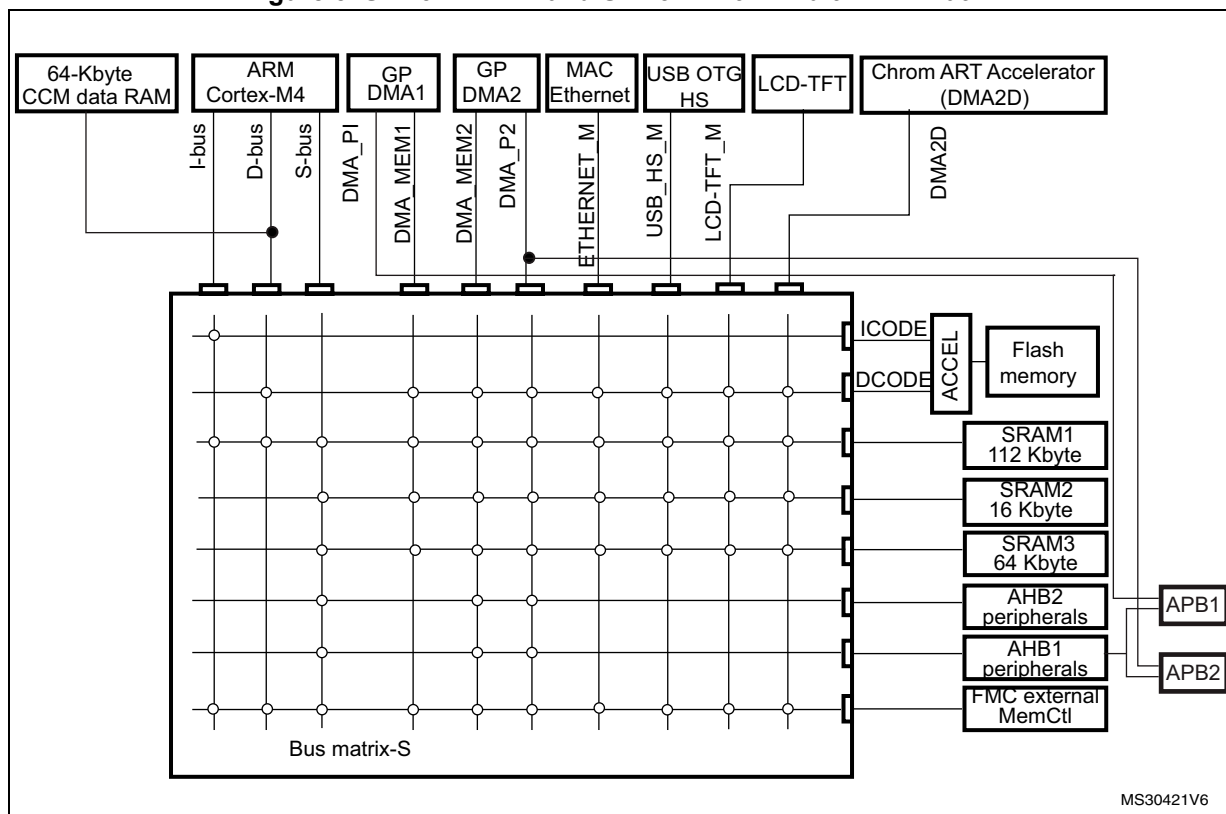 64-Kbyte
CCM data RAM
ARM
Cortex-M4
GP
DMA1
GP
DMA2
MAC
Ethernet
USB OTG
HS
LCD-TFT
Chrom ART Accelerator
(DMA2D)
I-bus
D-bus
S-bus
DMA_PI
DMA_MEM1
DMA_MEM2
DMA_P2
ETHERNET_M
USB_HS_M
LCD-TFT_M
DMA2D
ICODE
DCODE
ACCEL
Flash
memory
SRAM1
112 Kbyte
SRAM2
16 Kbyte
SRAM3
64 Kbyte
AHB2
peripherals
AHB1
peripherals
FMC external
MemCtl
APB1
APB2
Bus matrix-S
MS30421V6